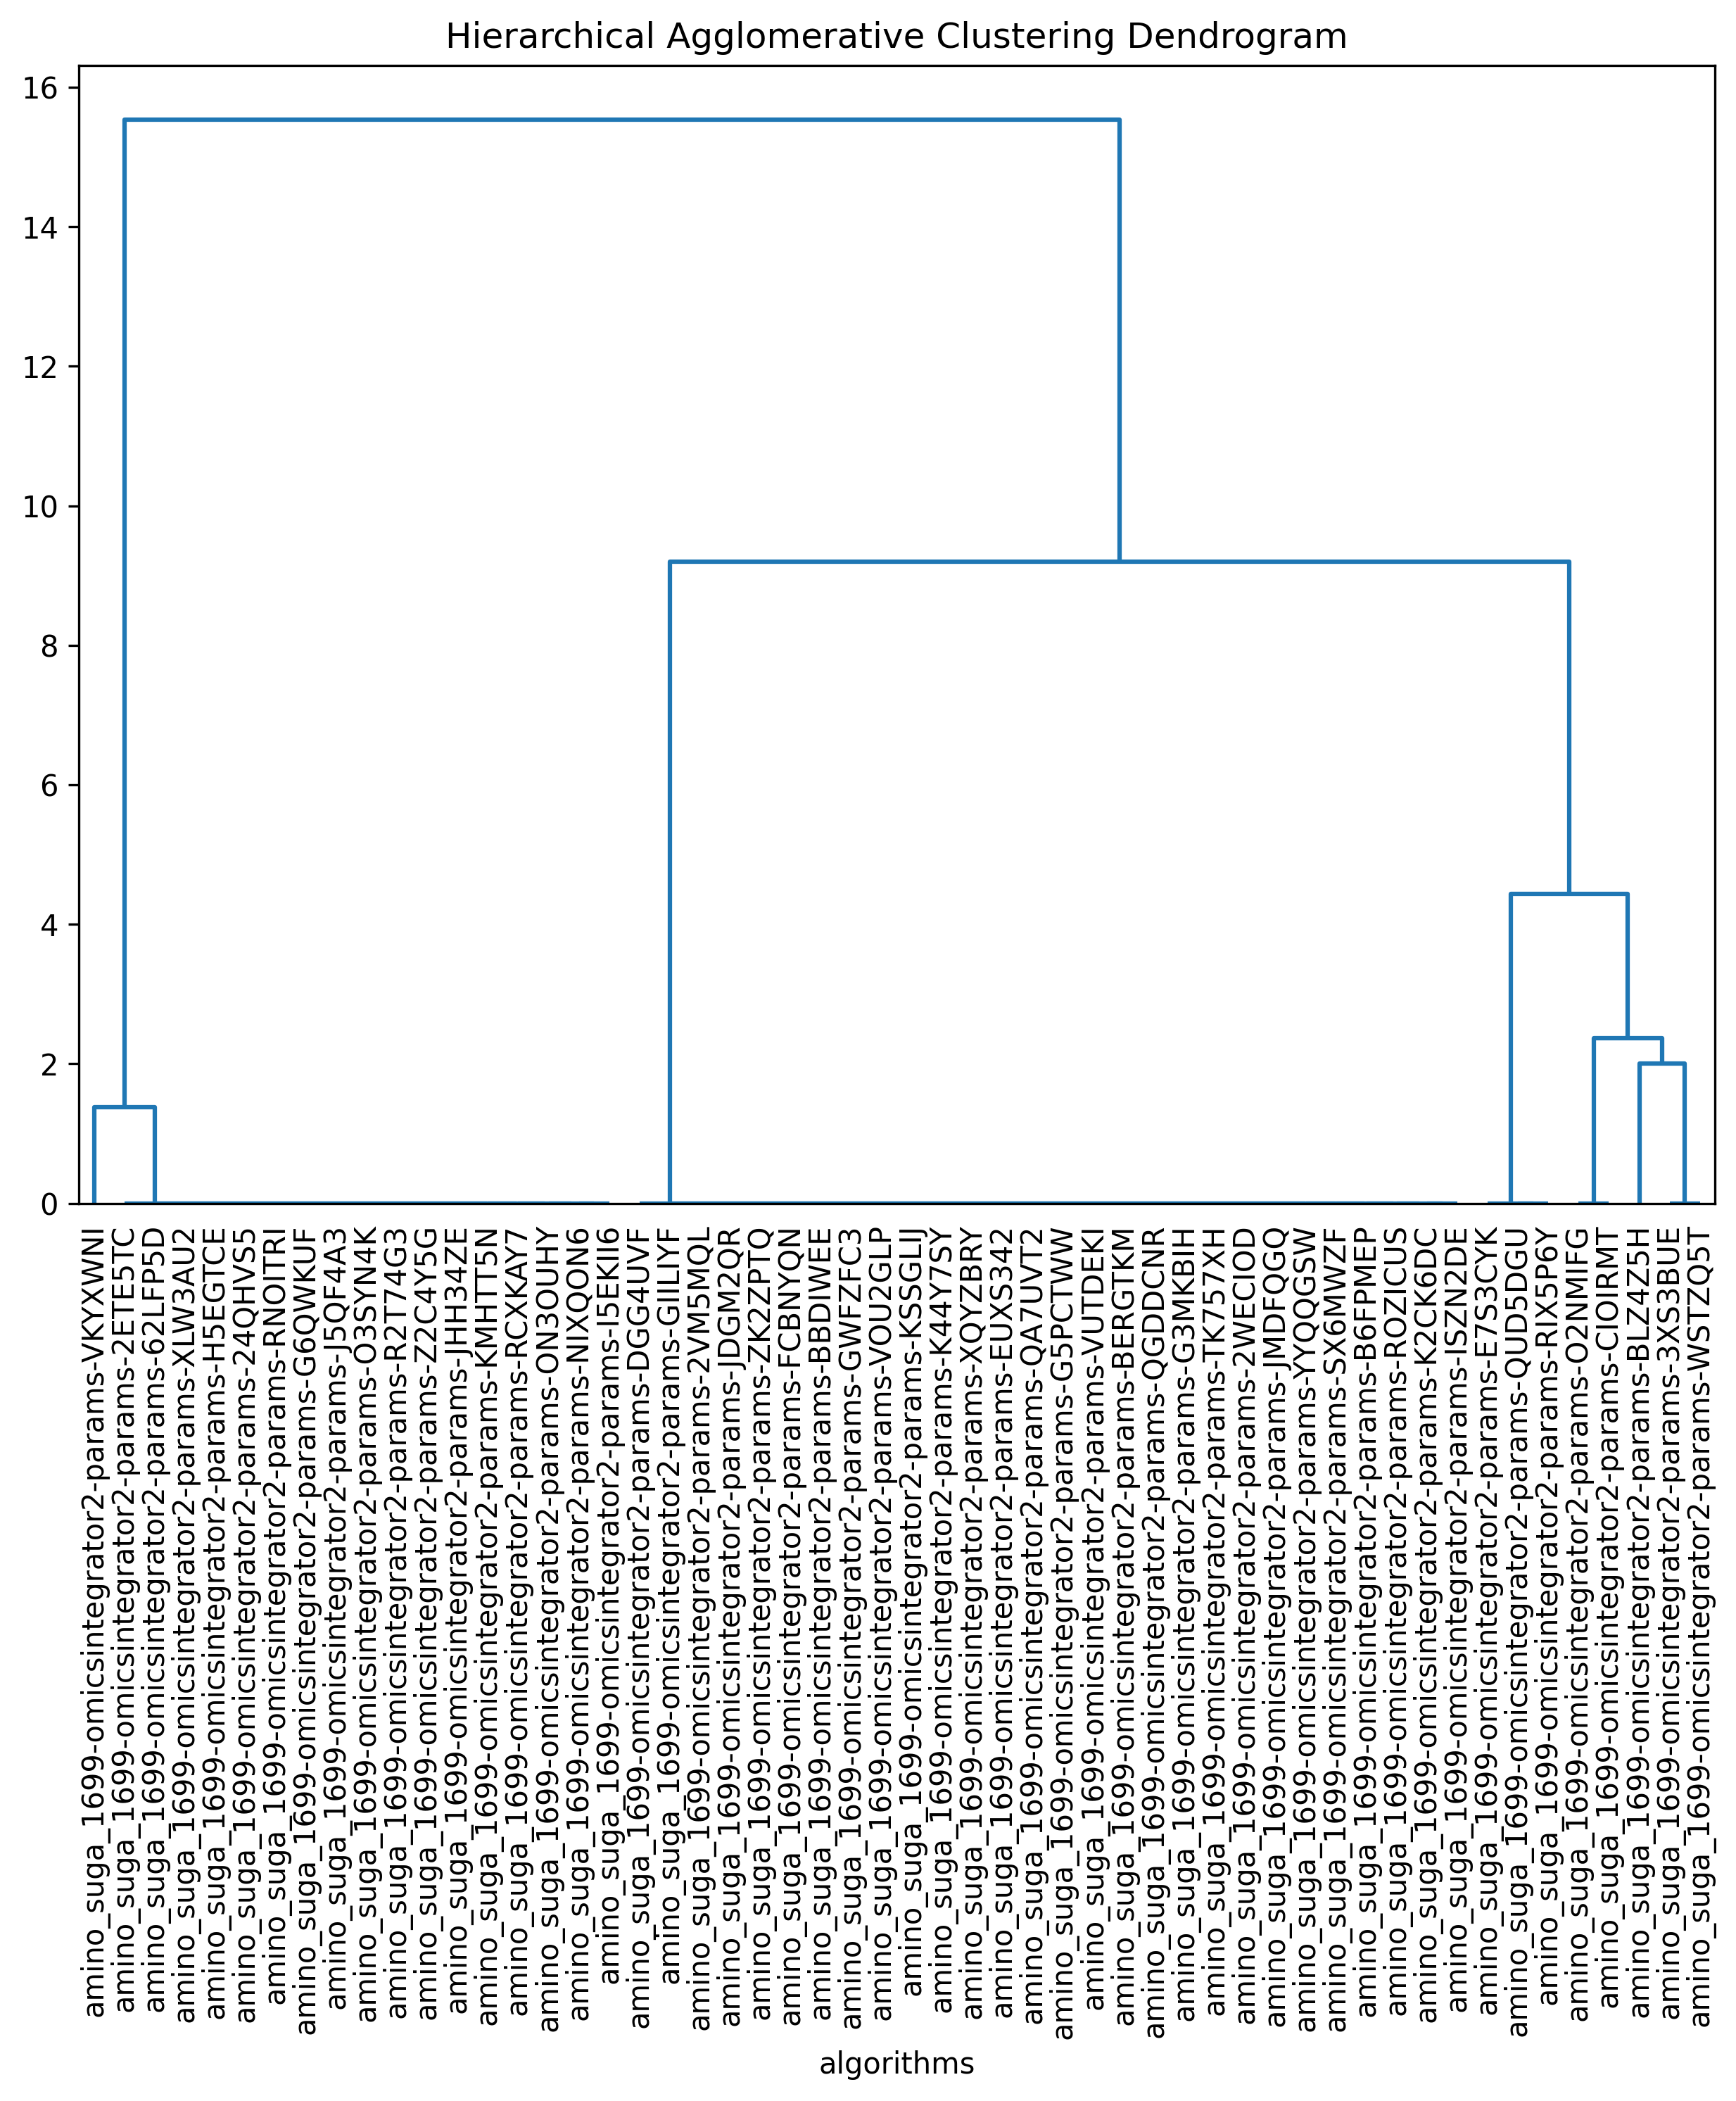 Hierarchical Agglomerative Clustering Dendrogram
16
14
12
10
8
6
4
2
0
amino_suga_1699-omicsintegrator2-params-VKYXWNI
amino_suga_1699-omicsintegrator2-params-2ETE5TC
amino_suga_1699-omicsintegrator2-params-62LFP5D
amino_suga_1699-omicsintegrator2-params-XLW3AU2
amino_suga_1699-omicsintegrator2-params-H5EGTCE
amino_suga_1699-omicsintegrator2-params-24QHVS5
amino_suga_1699-omicsintegrator2-params-RNOITRI
amino_suga_1699-omicsintegrator2-params-G6QWKUF
amino_suga_1699-omicsintegrator2-params-J5QF4A3
amino_suga_1699-omicsintegrator2-params-O3SYN4K
amino_suga_1699-omicsintegrator2-params-R2T74G3
amino_suga_1699-omicsintegrator2-params-Z2C4Y5G
amino_suga_1699-omicsintegrator2-params-JHH34ZE
amino_suga_1699-omicsintegrator2-params-KMHTT5N
amino_suga_1699-omicsintegrator2-params-RCXKAY7
amino_suga_1699-omicsintegrator2-params-ON3OUHY
amino_suga_1699-omicsintegrator2-params-NIXQON6
amino_suga_1699-omicsintegrator2-params-I5EKII6
amino_suga_1699-omicsintegrator2-params-DGG4UVF
amino_suga_1699-omicsintegrator2-params-GIILIYF
amino_suga_1699-omicsintegrator2-params-2VM5MQL
amino_suga_1699-omicsintegrator2-params-JDGM2QR
amino_suga_1699-omicsintegrator2-params-ZK2ZPTQ
amino_suga_1699-omicsintegrator2-params-FCBNYQN
amino_suga_1699-omicsintegrator2-params-BBDIWEE
amino_suga_1699-omicsintegrator2-params-GWFZFC3
amino_suga_1699-omicsintegrator2-params-VOU2GLP
amino_suga_1699-omicsintegrator2-params-KSSGLIJ
amino_suga_1699-omicsintegrator2-params-K44Y7SY
amino_suga_1699-omicsintegrator2-params-XQYZBRY
amino_suga_1699-omicsintegrator2-params-EUXS342
amino_suga_1699-omicsintegrator2-params-QA7UVT2
amino_suga_1699-omicsintegrator2-params-G5PCTWW
amino_suga_1699-omicsintegrator2-params-VUTDEKI
amino_suga_1699-omicsintegrator2-params-BERGTKM
amino_suga_1699-omicsintegrator2-params-QGDDCNR
amino_suga_1699-omicsintegrator2-params-G3MKBIH
amino_suga_1699-omicsintegrator2-params-TK757XH
amino_suga_1699-omicsintegrator2-params-2WECIOD
amino_suga_1699-omicsintegrator2-params-JMDFQGQ
amino_suga_1699-omicsintegrator2-params-YYQQGSW
amino_suga_1699-omicsintegrator2-params-SX6MWZF
amino_suga_1699-omicsintegrator2-params-B6FPMEP
amino_suga_1699-omicsintegrator2-params-ROZICUS
amino_suga_1699-omicsintegrator2-params-K2CK6DC
amino_suga_1699-omicsintegrator2-params-ISZN2DE
amino_suga_1699-omicsintegrator2-params-E7S3CYK
amino_suga_1699-omicsintegrator2-params-QUD5DGU
amino_suga_1699-omicsintegrator2-params-RIX5P6Y
amino_suga_1699-omicsintegrator2-params-O2NMIFG
amino_suga_1699-omicsintegrator2-params-CIOIRMT
amino_suga_1699-omicsintegrator2-params-BLZ4Z5H
amino_suga_1699-omicsintegrator2-params-3XS3BUE
amino_suga_1699-omicsintegrator2-params-WSTZQ5T
algorithms